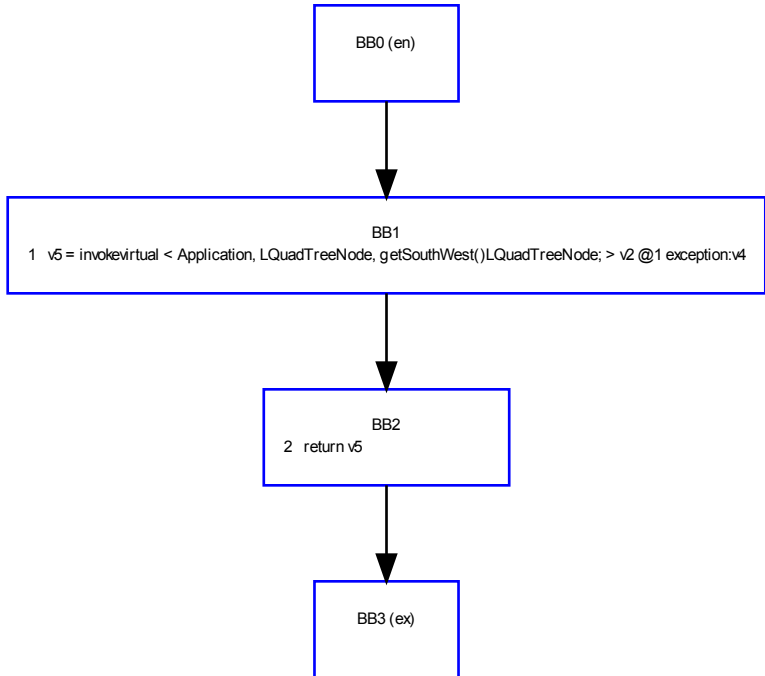 BB0 (en)
BB1
1 v5 = invokevirtual < Application, LQuadTreeNode, getSouthWest()LQuadTreeNode; > v2 @1 exception:v4
BB2
2 return v5
BB3 (ex)